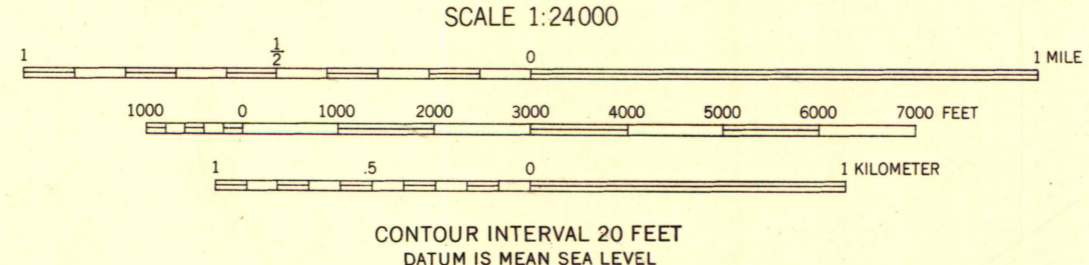 SCALE 1:24000
1 1/2 0 1 MILE
1000 0 1000 2000 3000 4000 5000 6000 7000 FEET
1 .5 0 1 KILOMETER
CONTOUR INTERVAL 20 FEET
DATUM IS MEAN SEA LEVEL